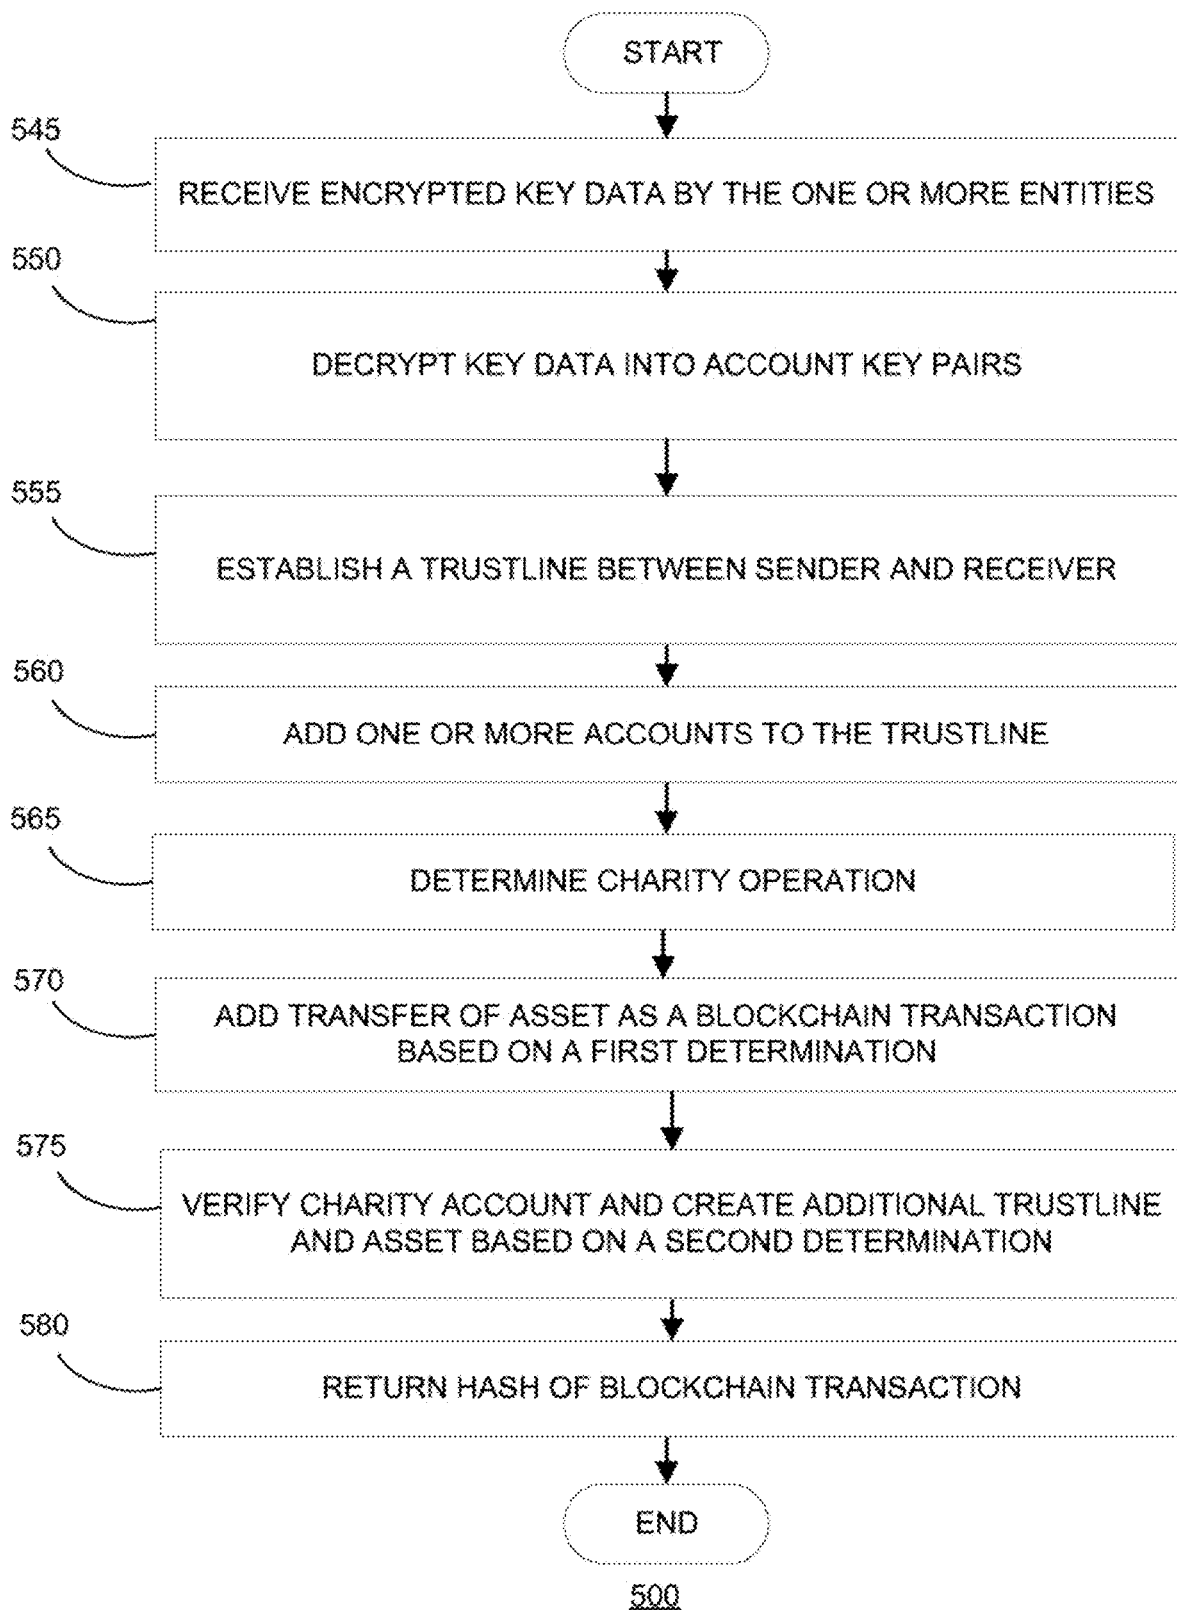 START
545
RECEIVE ENCRYPTED KEY DATA BY THE ONE OR MORE ENTITIES
550
DECRYPT KEY DATA INTO ACCOUNT KEY PAIRS
555
ESTABLISH A TRUSTLINE BETWEEN SENDER AND RECEIVER
560
ADD ONE OR MORE ACCOUNTS TO THE TRUSTLINE
565
DETERMINE CHARITY OPERATION
570
ADD TRANSFER OF ASSET AS A BLOCKCHAIN TRANSACTION
BASED ON A FIRST DETERMINATION
575
VERIFY CHARITY ACCOUNT AND CREATE ADDITIONAL TRUSTLINE
AND ASSET BASED ON A SECOND DETERMINATION
580
RETURN HASH OF BLOCKCHAIN TRANSACTION
END
500